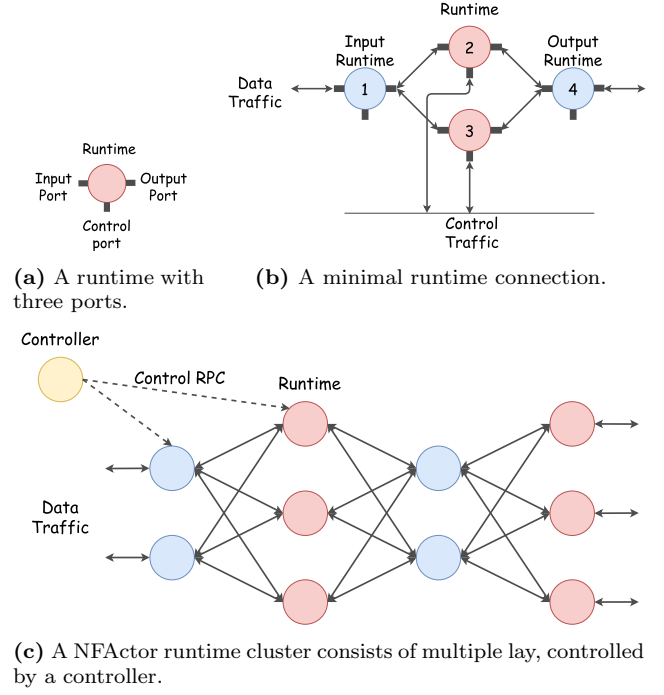 Runtime
Input
Runtime
2
Output
Runtime
Data
Traffic
1
4
3
Runtime
Input
Port
Output
Port
Control
port
Control
Traffic
(a) A runtime with
three ports.
(b) A minimal runtime connection.
Controller
Control RPC
Runtime
Data
Traffic
(c) A NFActor runtime cluster consists of multiple lay, controlled
by a controller.